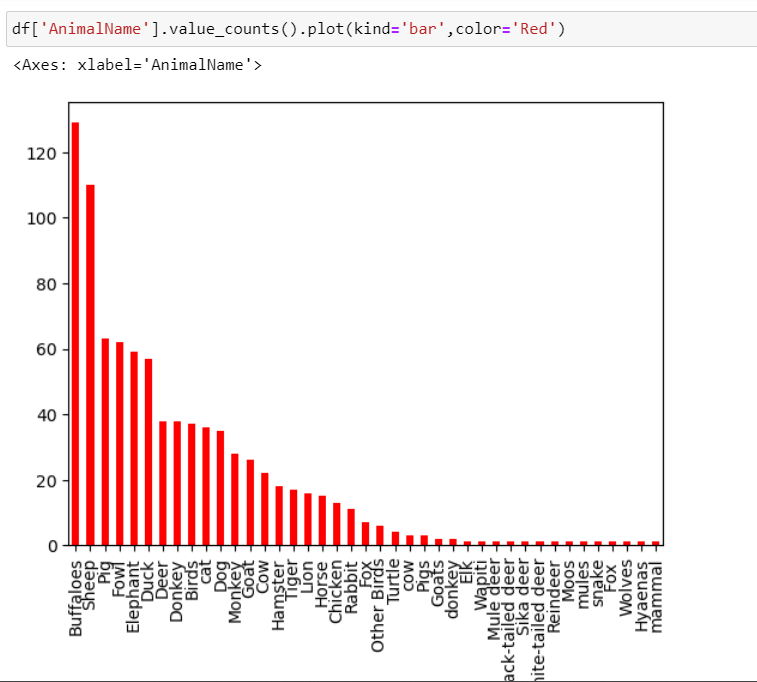 df['AnimalName'].value_counts().plot(kind='bar',color='Red')
<Axes: xlabel='AnimalName'>
120
100
80
60
40
20
0
Buffaloes
Sheep
Pig
Fowl
Elephant
Duck
Deer
Donkey
Birds
cat
Dog
Monkey
Goat
Cow
Hamster
Tiger
Lion
Horse
Chicken
Rabbit
Fox
Other Birds
Turtle
cow
Pigs
Goats
donkey
Elk
Wapiti
Mule deer
ack-tailed deer
Sika deer
ite-tailed deer
Reindeer
Moos
mules
snake
Fox
Wolves
Hyaenas
mammal